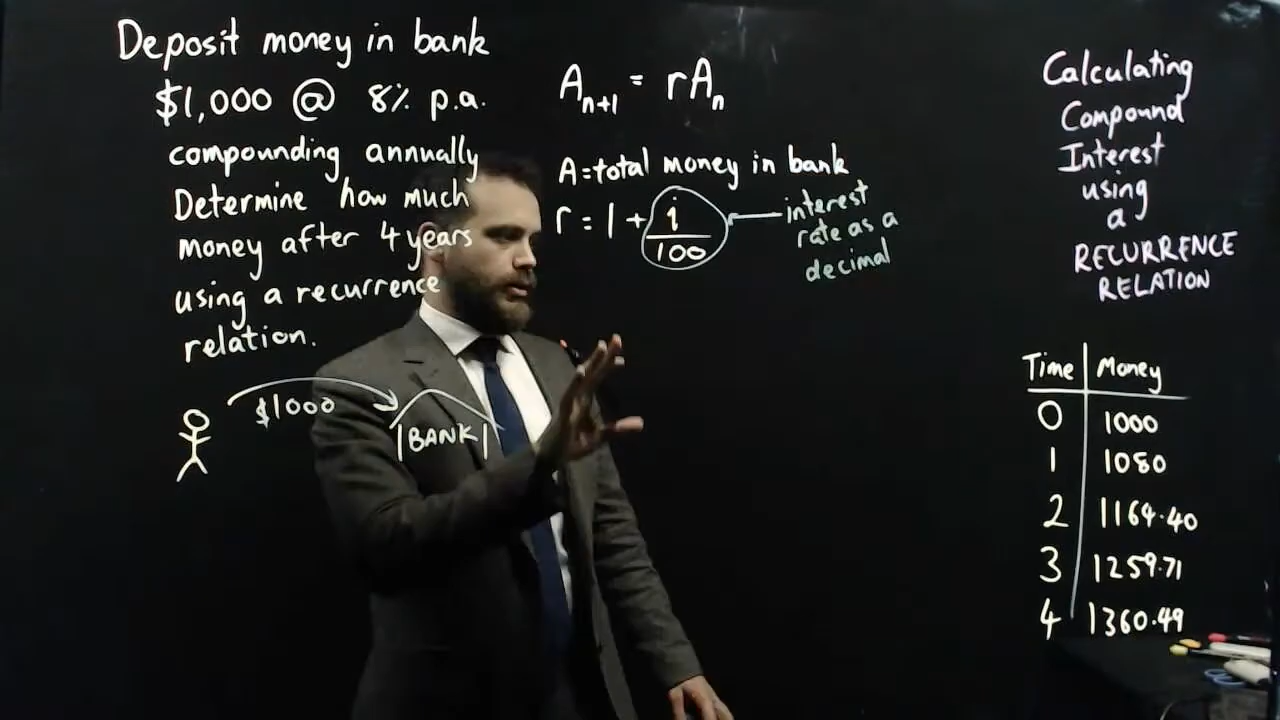 Deposit money in bank
$1,000 @ 8% p.a.
compounding annually
Determine how much
money after 4 years
using a recurrence
relation.
$1000
BANK
Aₙ₊₁ = rAₙ
A=total money in bank
r = 1 + i/100
interest
rate as a
decimal
Calculating
Compound
Interest
using
a
RECURRENCE
RELATION
Time Money
0 1000
1 1080
2 1164.40
3 1259.71
4 1360.49